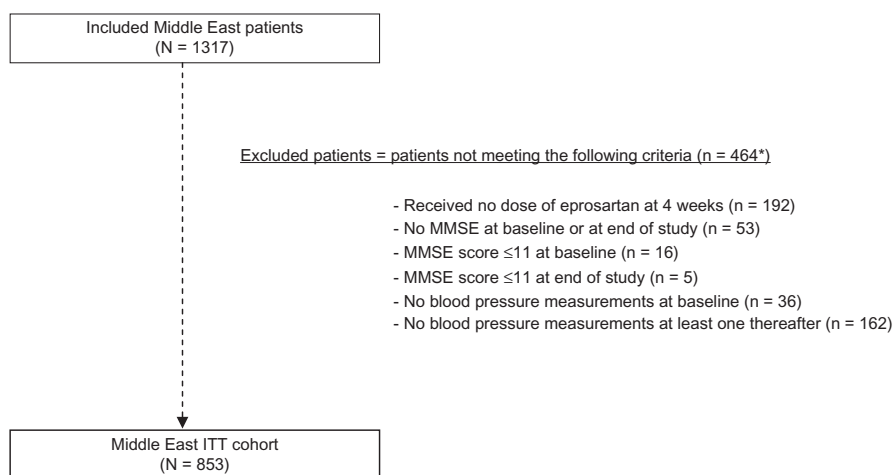 Included Middle East patients
(N = 1317)
Excluded patients = patients not meeting the following criteria (n = 464*)
- Received no dose of eprosartan at 4 weeks (n = 192)
- No MMSE at baseline or at end of study (n = 53)
- MMSE score ≤11 at baseline (n = 16)
- MMSE score ≤11 at end of study (n = 5)
- No blood pressure measurements at baseline (n = 36)
- No blood pressure measurements at least one thereafter (n = 162)
Middle East ITT cohort
(N = 853)